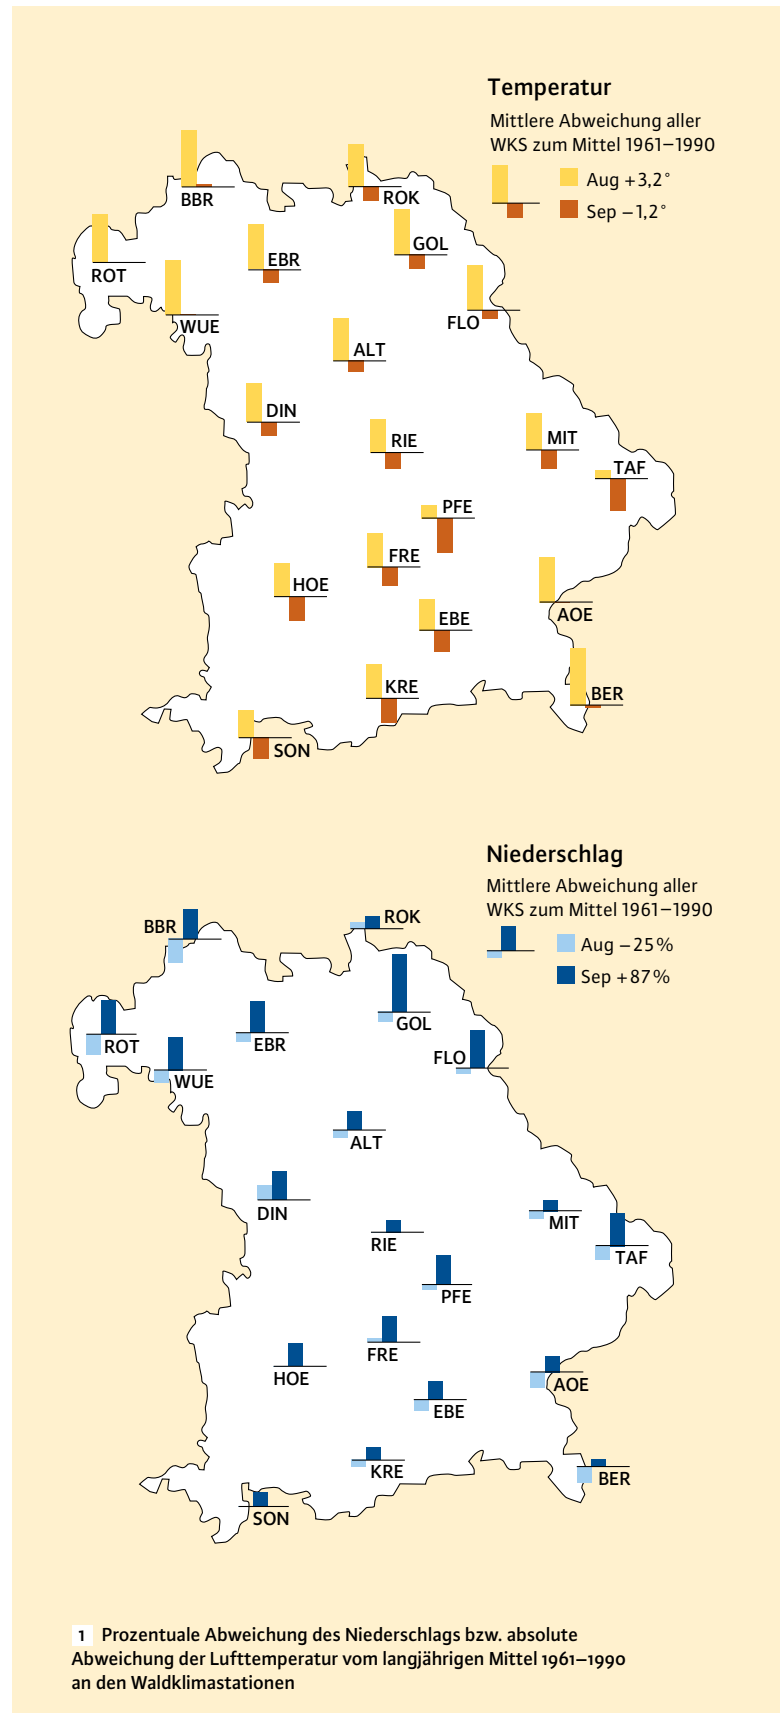 Temperatur
Mittlere Abweichung aller
WKS zum Mittel 1961–1990
Aug +3,2°
Sep −1,2°
BBR
ROK
GOL
EBR
ROT
FLO
WUE
ALT
DIN
RIE
MIT
TAF
PFE
FRE
HOE
AOE
EBE
KRE
BER
SON
Niederschlag
Mittlere Abweichung aller
WKS zum Mittel 1961–1990
Aug −25%
Sep +87%
ROK
BBR
GOL
EBR
ROT
FLO
WUE
ALT
DIN
MIT
RIE
TAF
PFE
FRE
HOE
AOE
EBE
KRE
BER
SON
1 Prozentuale Abweichung des Niederschlags bzw. absolute
Abweichung der Lufttemperatur vom langjährigen Mittel 1961–1990
an den Waldklimastationen